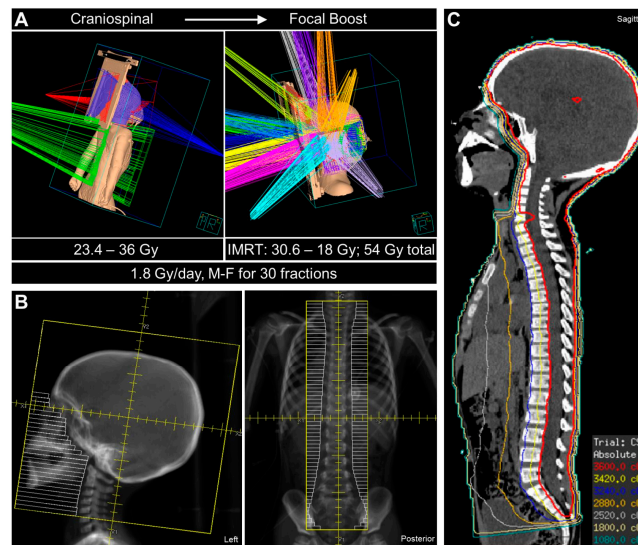 A
Craniospinal
Focal Boost
23.4 – 36 Gy
IMRT: 30.6 – 18 Gy; 54 Gy total
1.8 Gy/day, M-F for 30 fractions
B
Left
Posterior
C
Sagitt
Trial: CS
Absolute
3600.0 c
3420.0 c
2880.0 c
2520.0 c
1800.0 c
1080.0 c